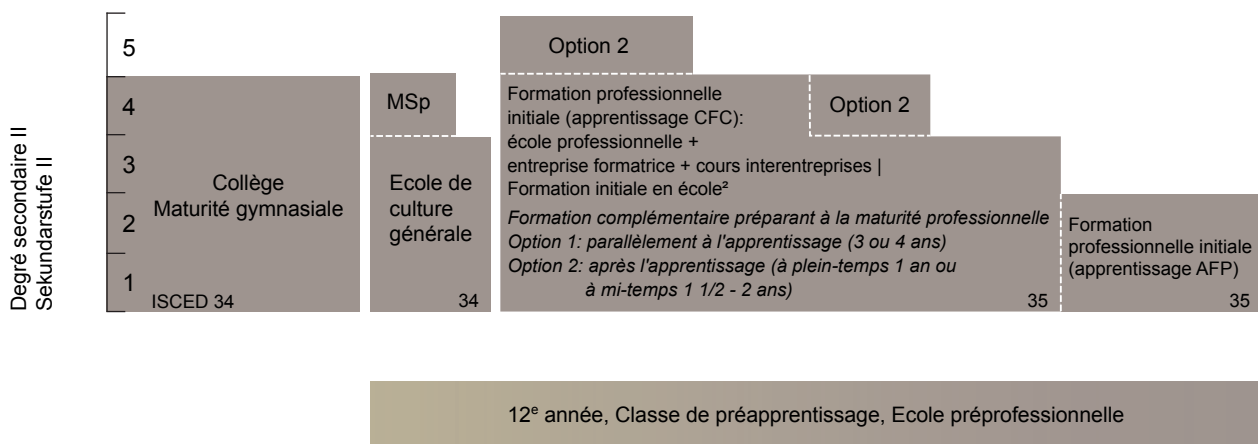 Degré secondaire II
Sekundarstufe II
5
4
3
2
1
Collège
Maturité gymnasiale
ISCED 34
MSp
Ecole de
culture
générale
34
Option 2
Formation professionnelle
initiale (apprentissage CFC):
école professionnelle +
entreprise formatrice + cours interentreprises |
Formation initiale en école²
Formation complémentaire préparant à la maturité professionnelle
Option 1: parallèlement à l'apprentissage (3 ou 4 ans)
Option 2: après l'apprentissage (à plein-temps 1 an ou
à mi-temps 1 1/2 - 2 ans)
35
Option 2
Formation
professionnelle initiale
(apprentissage AFP)
35
12e année, Classe de préapprentissage, Ecole préprofessionnelle